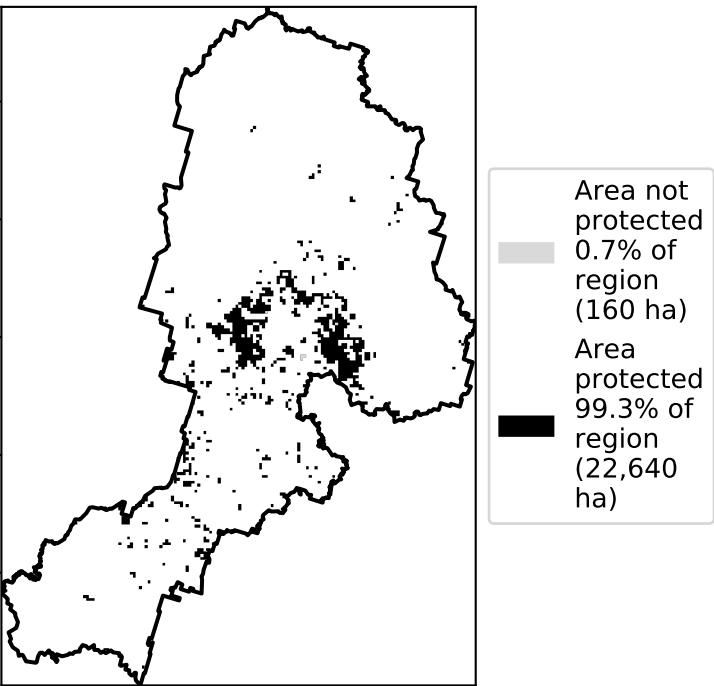 Area not
protected
0.7% of
region
(160 ha)
Area
protected
99.3% of
region
(22,640
ha)